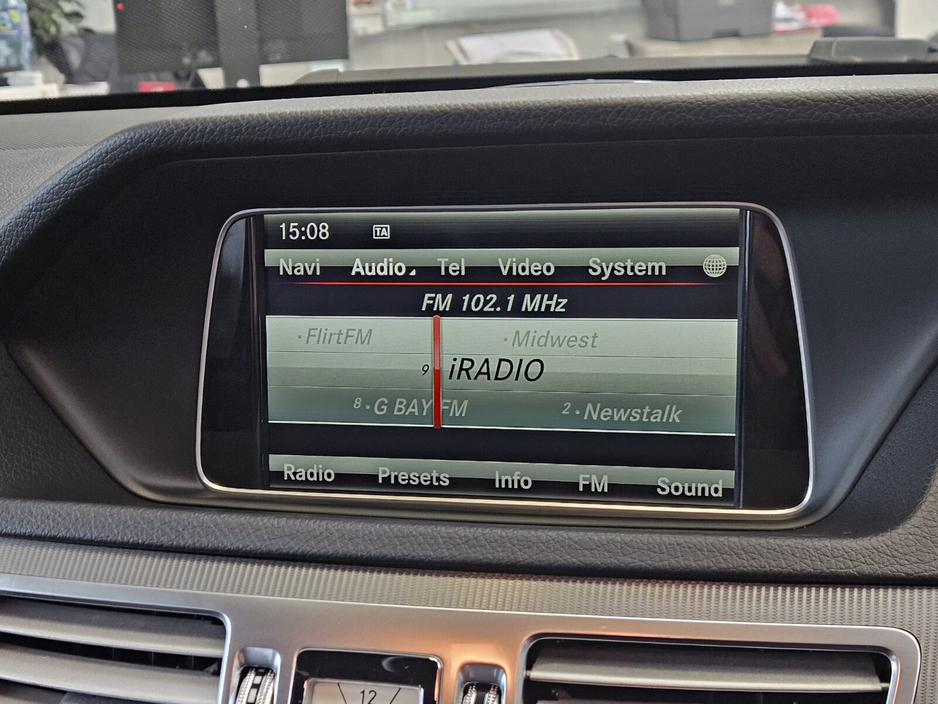 15:08 TA
Navi Audio Tel Video System
FM 102.1 MHz
·FlirtFM ·Midwest
9 iRADIO
8·G BAY FM 2·Newstalk
Radio Presets Info FM Sound
12